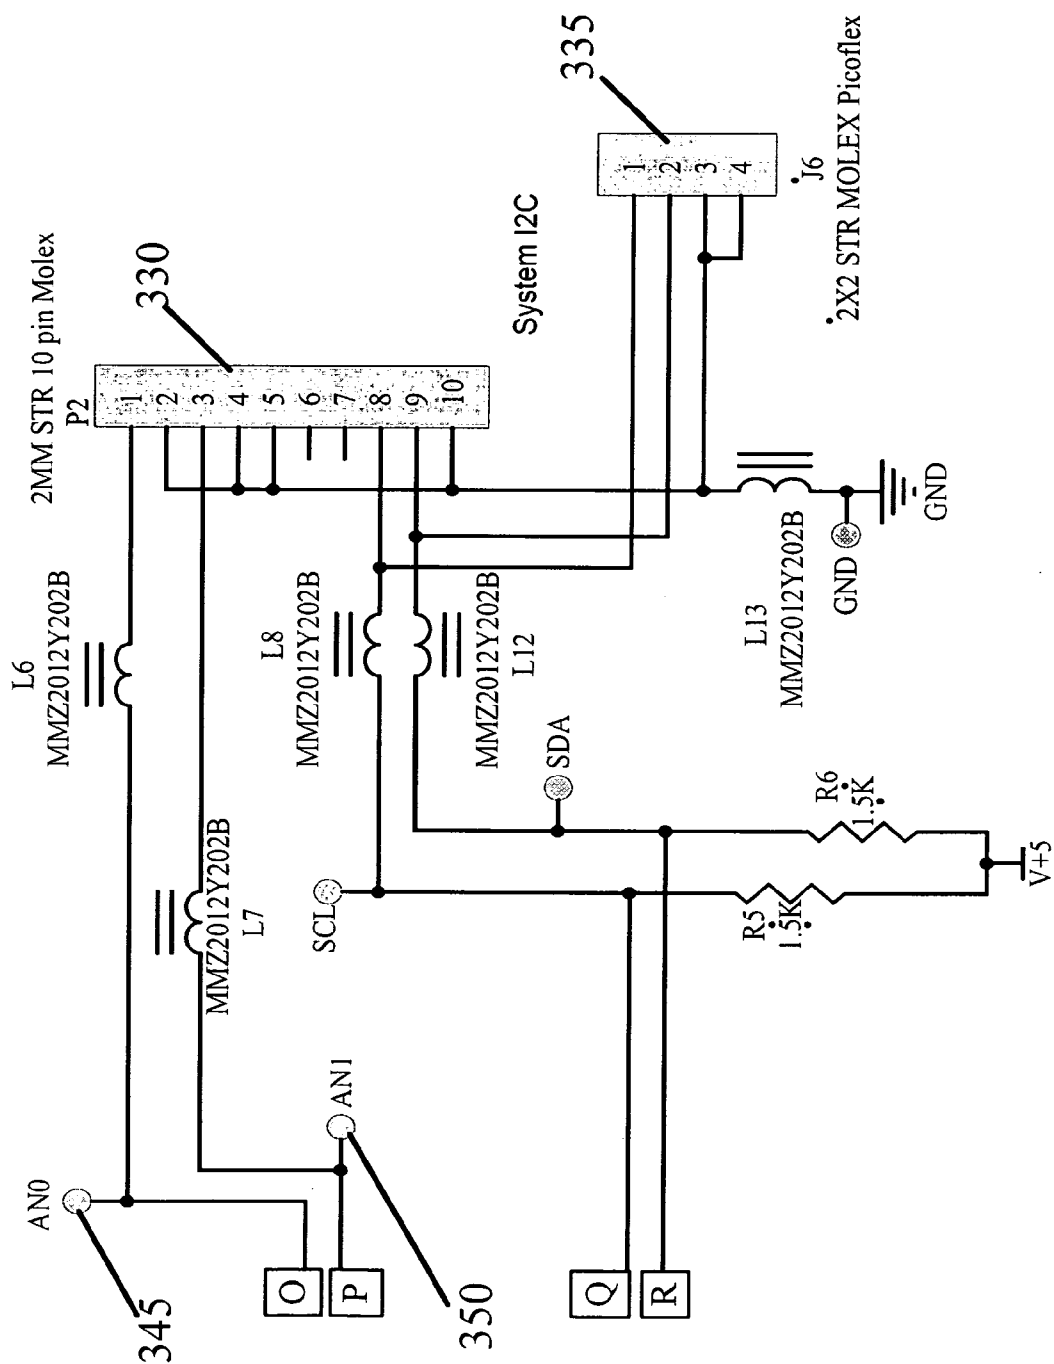 2MM STR 10 pin Molex
P2
330
1
2
3
4
5
6
7
8
9
10
335
System I2C
1
2
3
4
J6
2X2 STR MOLEX Picoflex
L6
MMZ2012Y202B
MMZ2012Y202B
L7
L8
MMZ2012Y202B
MMZ2012Y202B
L12
L13
MMZ2012Y202B
GND
GND
SCL
SDA
R5
1.5K
R6
1.5K
V+5
AN0
345
AN1
350
O
P
Q
R